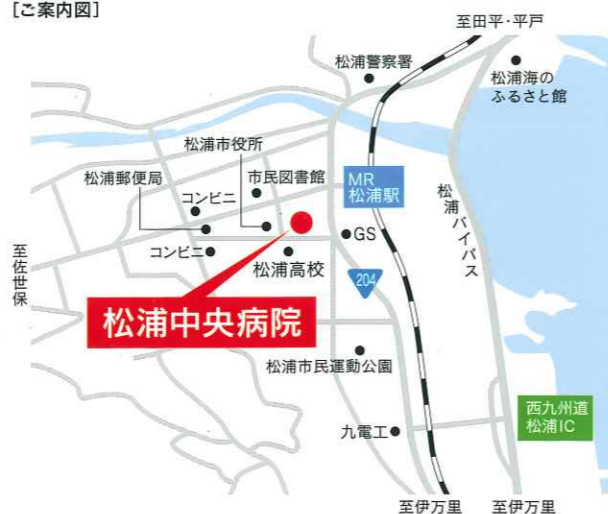 [ご案内図]
至田平・平戸
松浦警察署
松浦海の
ふるさと館
松浦市役所
松浦郵便局
市民図書館
コンビニ
MR
松浦駅
松浦バイパス
GS
コンビニ
松浦高校
至佐世保
204
松浦中央病院
松浦市民運動公園
西九州道
松浦IC
九電工
至伊万里
至伊万里